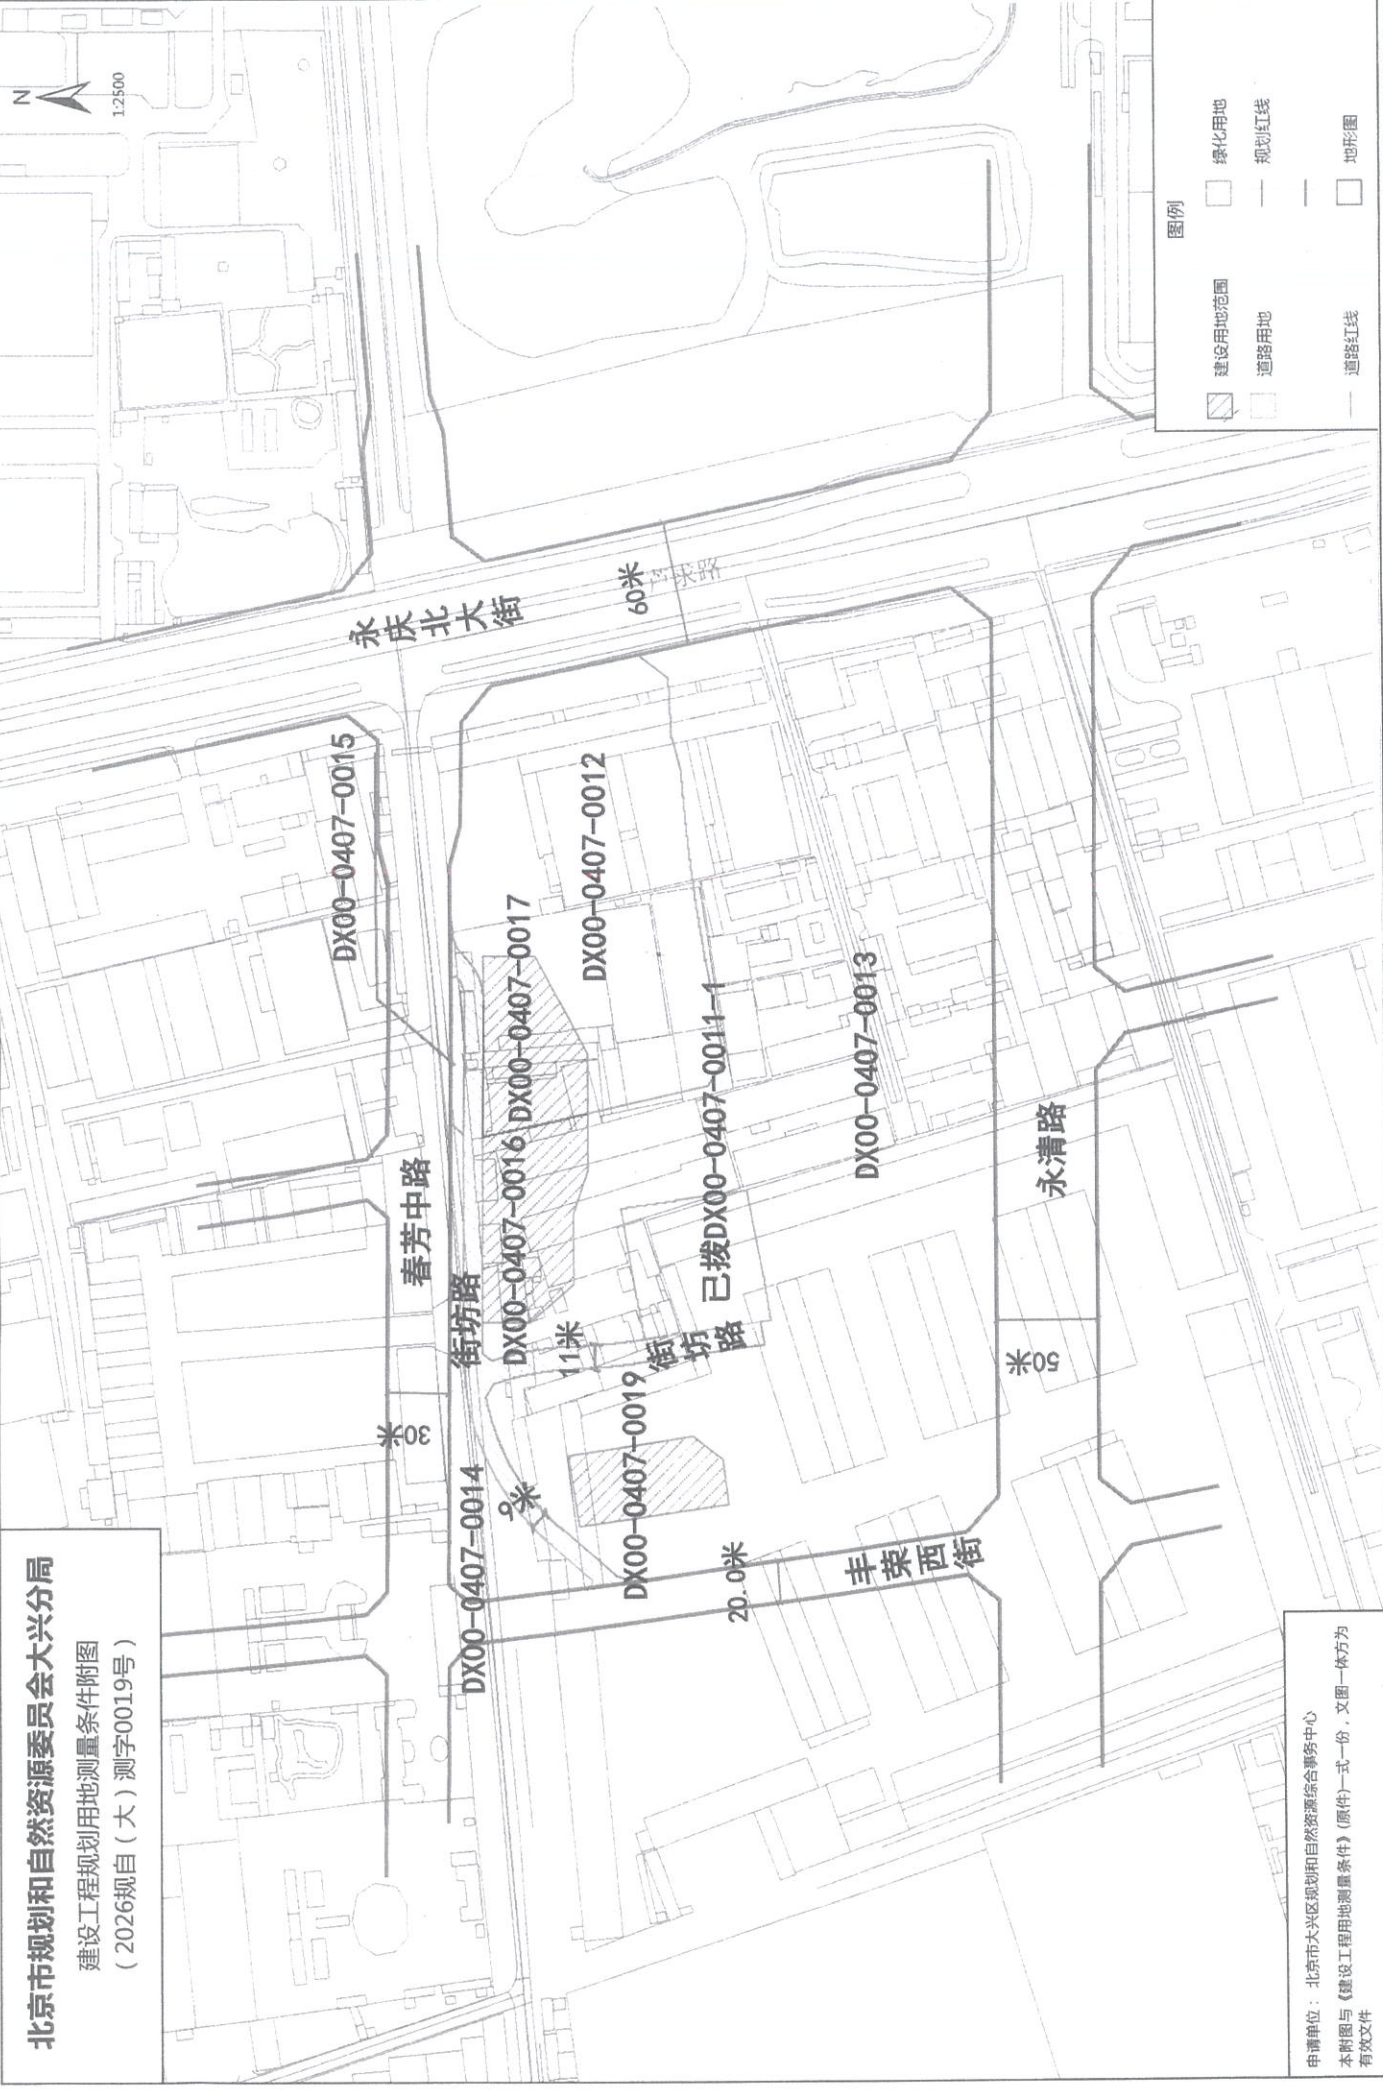 北京市规划和自然资源委员会大兴分局
建设工程规划用地测量条件附图
(2026规自（大）测字0019号)
N
1:2500
DX00-0407-0015
永庆北大街
春芳中路
30米
街坊路
DX00-0407-0014
DX00-0407-0016
DX00-0407-0017
DX00-0407-0012
60米
9米
11米
街坊路
DX00-0407-0019
已拨DX00-0407-0011-1
20.0米
DX00-0407-0013
丰荣西街
永清路
50米
图例
建设用地范围
绿化用地
道路用地
规划红线
道路红线
地形图
申请单位：北京市大兴区规划和自然资源综合事务中心
本附图与《建设工程用地测量条件》(原件)一式一份，文图一体方为
有效文件